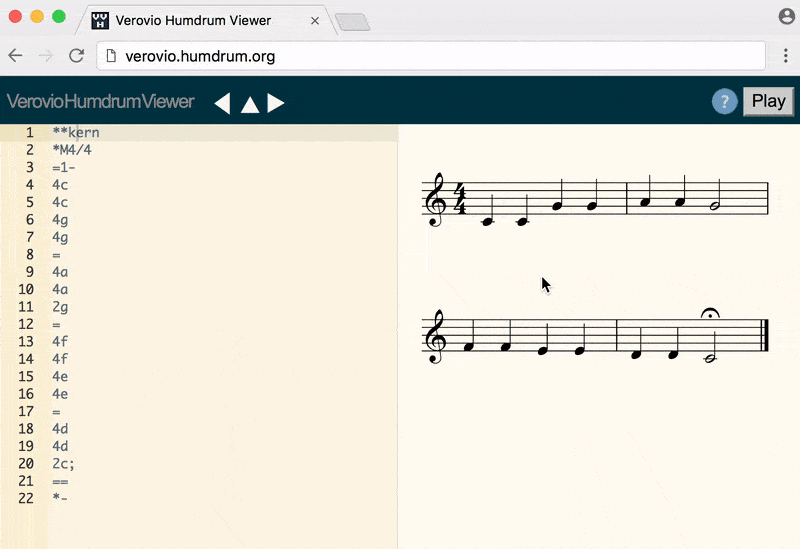 Verovio Humdrum Viewer
verovio.humdrum.org
VerovioHumdrumViewer ? Play
1 **kern
2 *M4/4
3 =1-
4 4c
5 4c
6 4g
7 4g
8 =
9 4a
10 4a
11 2g
12 =
13 4f
14 4f
15 4e
16 4e
17 =
18 4d
19 4d
20 2c;
21 ==
22 *-
4
4